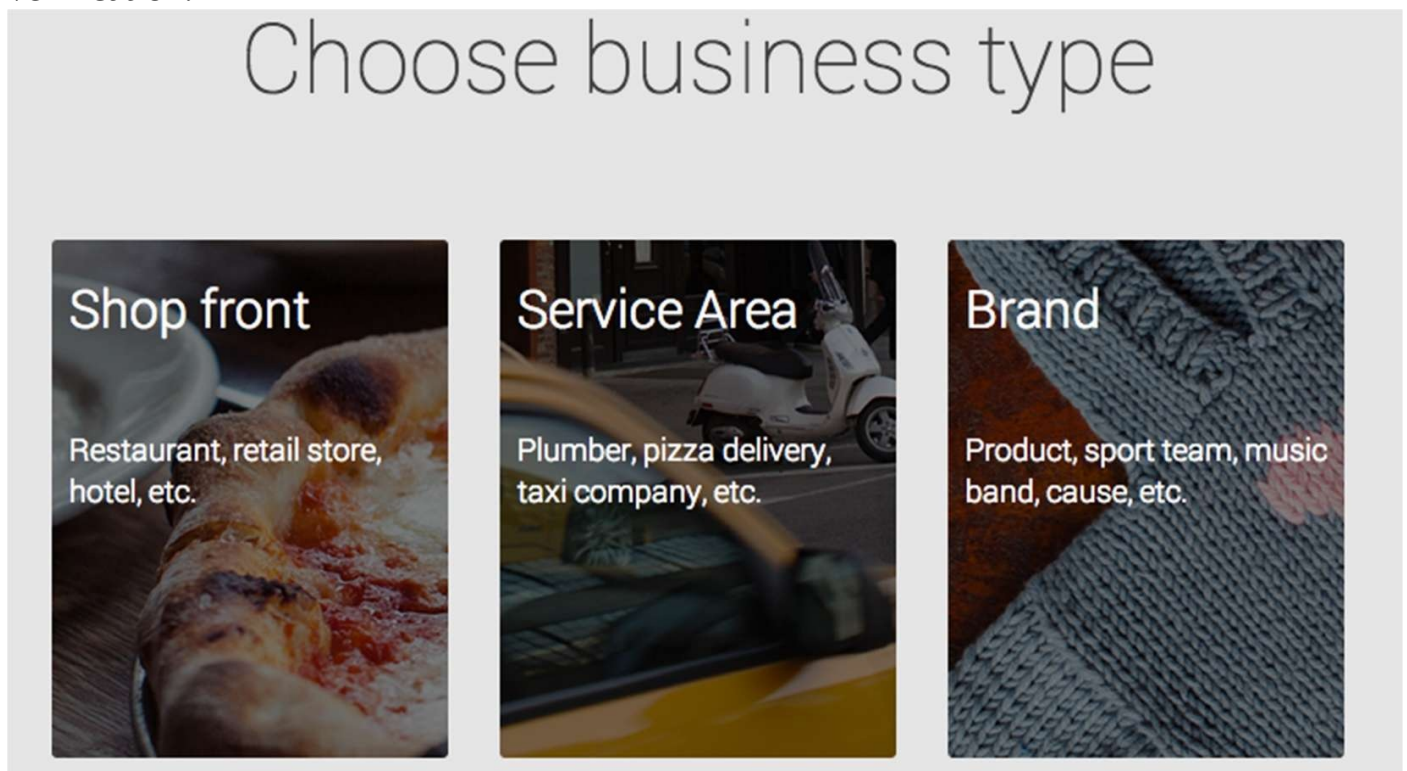 Choose business type
Shop front
Restaurant, retail store,
hotel, etc.
Service Area
Plumber, pizza delivery,
taxi company, etc.
Brand
Product, sport team, music
band, cause, etc.